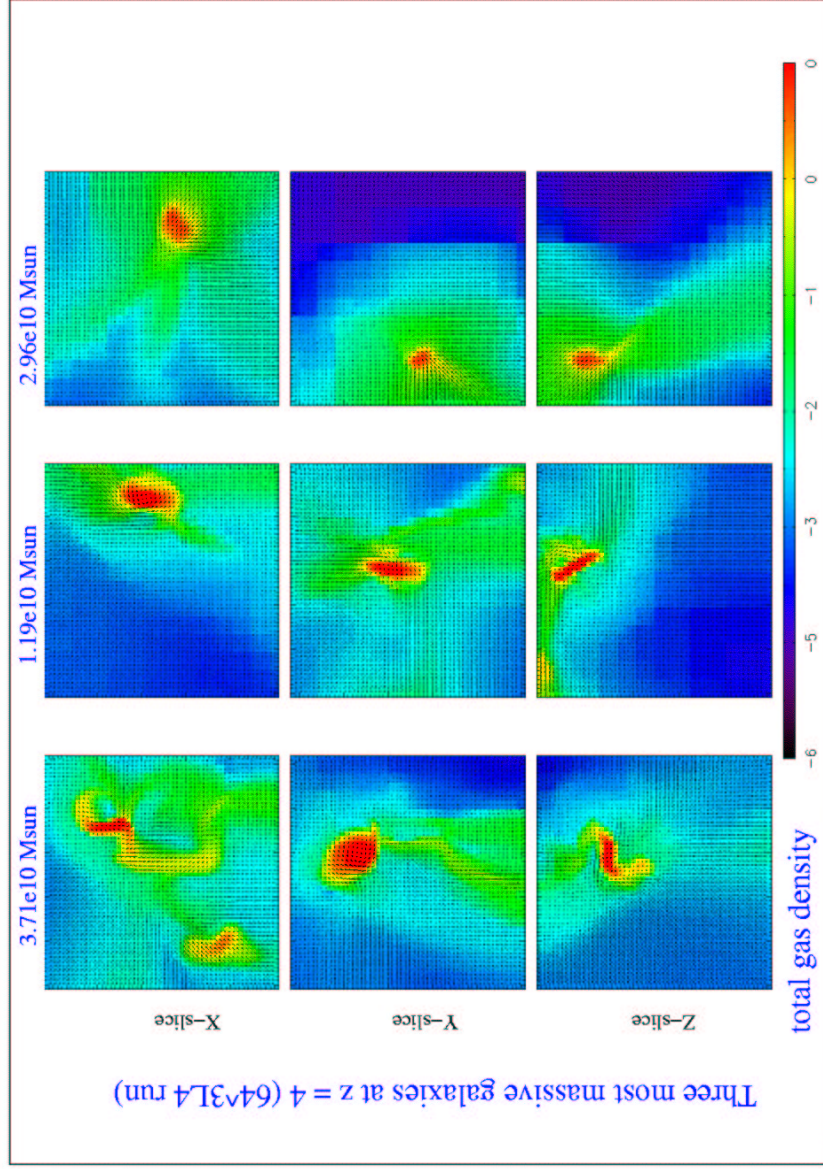 Three most massive galaxies at z = 4 (64^3L4 run)
3.71e10 Msun
1.19e10 Msun
2.96e10 Msun
X-slice
Y-slice
Z-slice
total gas density
-6 -5 -3 -2 -1 0 0